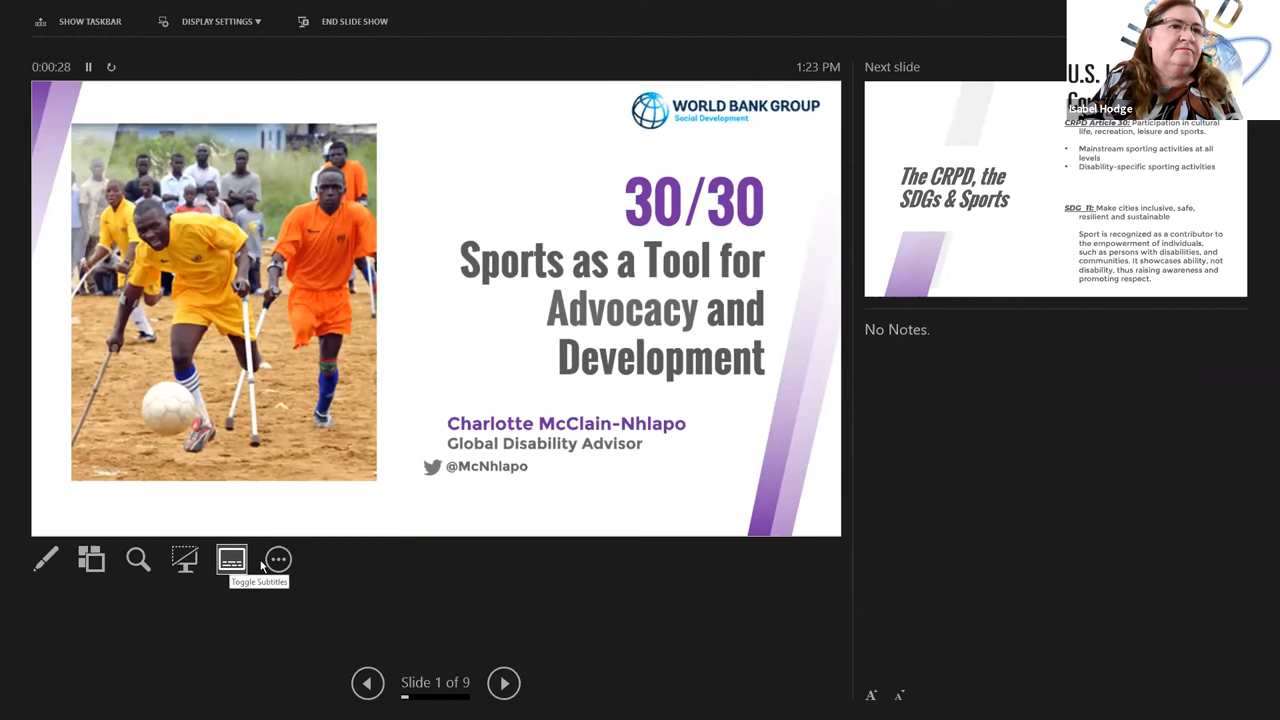 SHOW TASKBAR
DISPLAY SETTINGS ▼
END SLIDE SHOW
0:00:28
1:23 PM
WORLD BANK GROUP
Social Development
30/30
Sports as a Tool for
Advocacy and
Development
Charlotte McClain-Nhlapo
Global Disability Advisor
@McNhlapo
Toggle Subtitles
Slide 1 of 9
Next slide
U.S. I
Isabel Hodge
The CRPD, the
SDGs & Sports
CRPD Article 30: Participation in cultural
life, recreation, leisure and sports.
• Mainstream sporting activities at all
levels
• Disability-specific sporting activities
SDG 11: Make cities inclusive, safe,
resilient and sustainable
Sport is recognized as a contributor to
the empowerment of individuals,
such as persons with disabilities, and
communities. It showcases ability, not
disability, thus raising awareness and
promoting respect.
No Notes.
A A